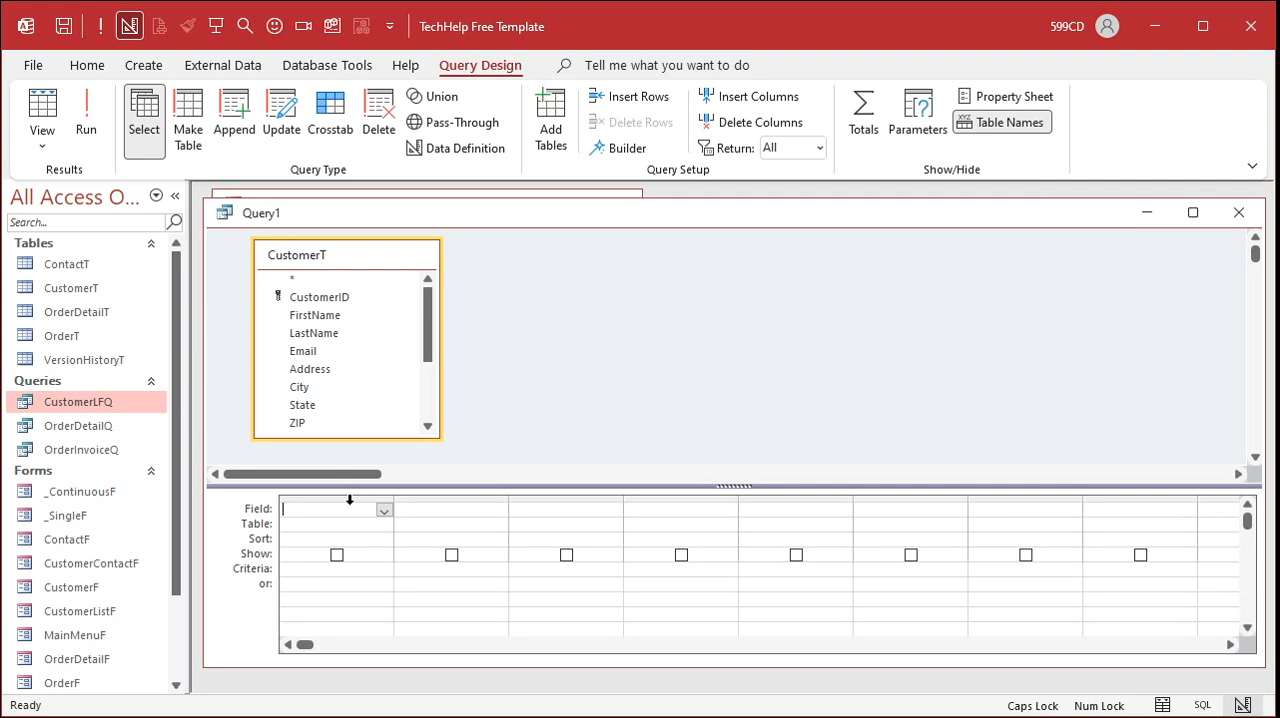 TechHelp Free Template
599CD
File Home Create External Data Database Tools Help Query Design Tell me what you want to do
View
Run
Results
Select
Make Table
Append
Update
Crosstab
Delete
Union
Pass-Through
Data Definition
Query Type
Add Tables
Insert Rows
Delete Rows
Builder
Insert Columns
Delete Columns
Return: All
Query Setup
Totals
Parameters
Property Sheet
Table Names
Show/Hide
All Access O...
Search...
Tables
ContactT
CustomerT
OrderDetailT
OrderT
VersionHistoryT
Queries
CustomerLFQ
OrderDetailQ
OrderInvoiceQ
Forms
_ContinuousF
_SingleF
ContactF
CustomerContactF
CustomerF
CustomerListF
MainMenuF
OrderDetailF
OrderF
Query1
CustomerT
*
CustomerID
FirstName
LastName
Email
Address
City
State
ZIP
Field:
Table:
Sort:
Show:
Criteria:
or:
Ready
Caps Lock Num Lock SQL